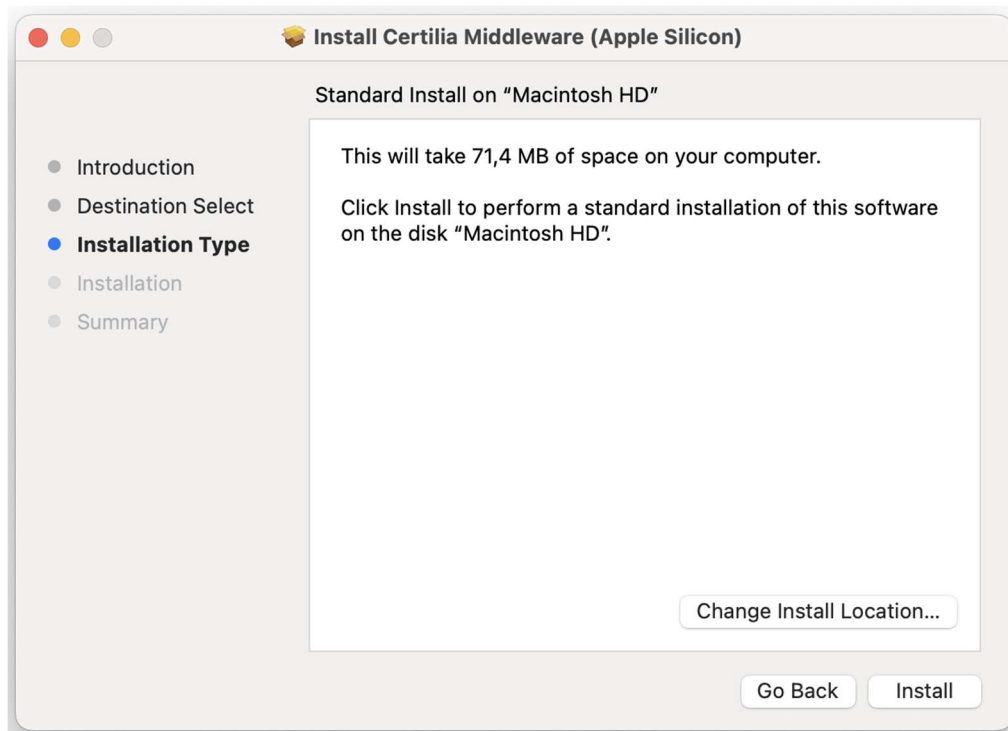 Install Certilia Middleware (Apple Silicon)
Standard Install on “Macintosh HD”
Introduction
Destination Select
Installation Type
Installation
Summary
This will take 71,4 MB of space on your computer.
Click Install to perform a standard installation of this software
on the disk “Macintosh HD”.
Change Install Location...
Go Back
Install